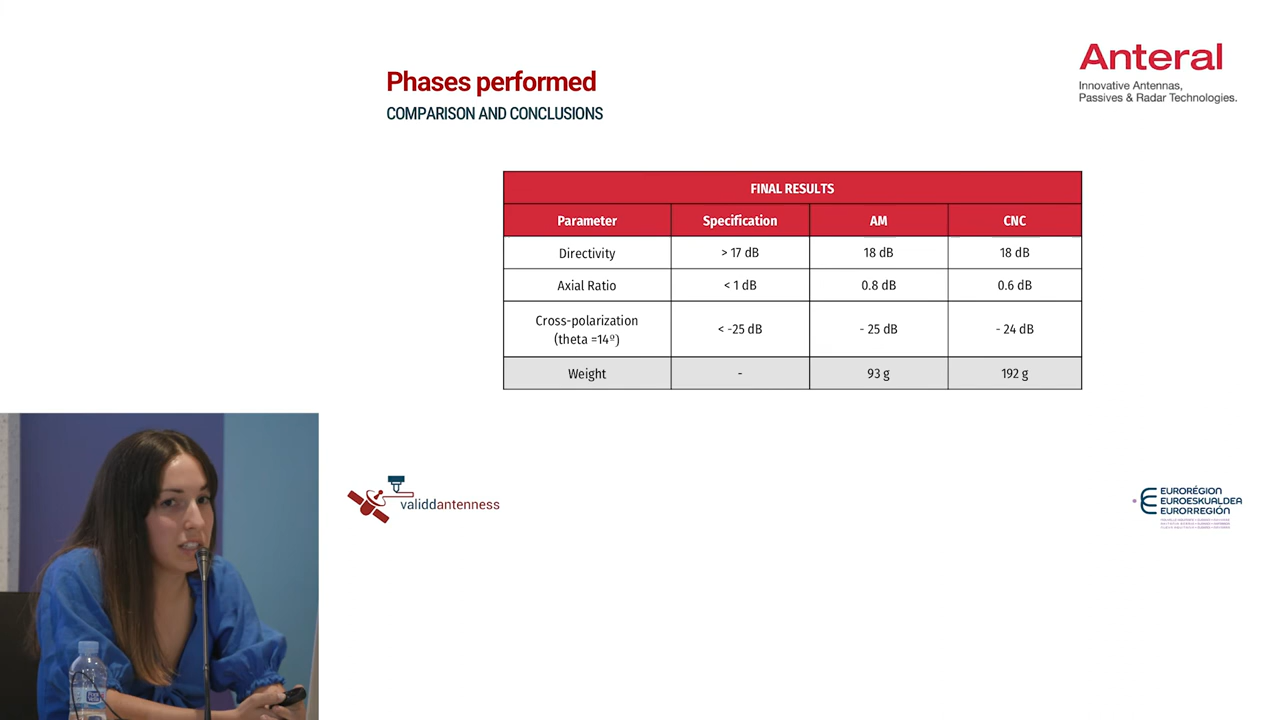 Anteral
Innovative Antennas,
Passives & Radar Technologies.
Phases performed
COMPARISON AND CONCLUSIONS
FINAL RESULTS
Parameter Specification AM CNC
Directivity > 17 dB 18 dB 18 dB
Axial Ratio < 1 dB 0.8 dB 0.6 dB
Cross-polarization
(theta =14º) < -25 dB - 25 dB - 24 dB
Weight - 93 g 192 g
validdantenness
EURORÉGION
EUROESKUALDEA
EURORREGIÓN